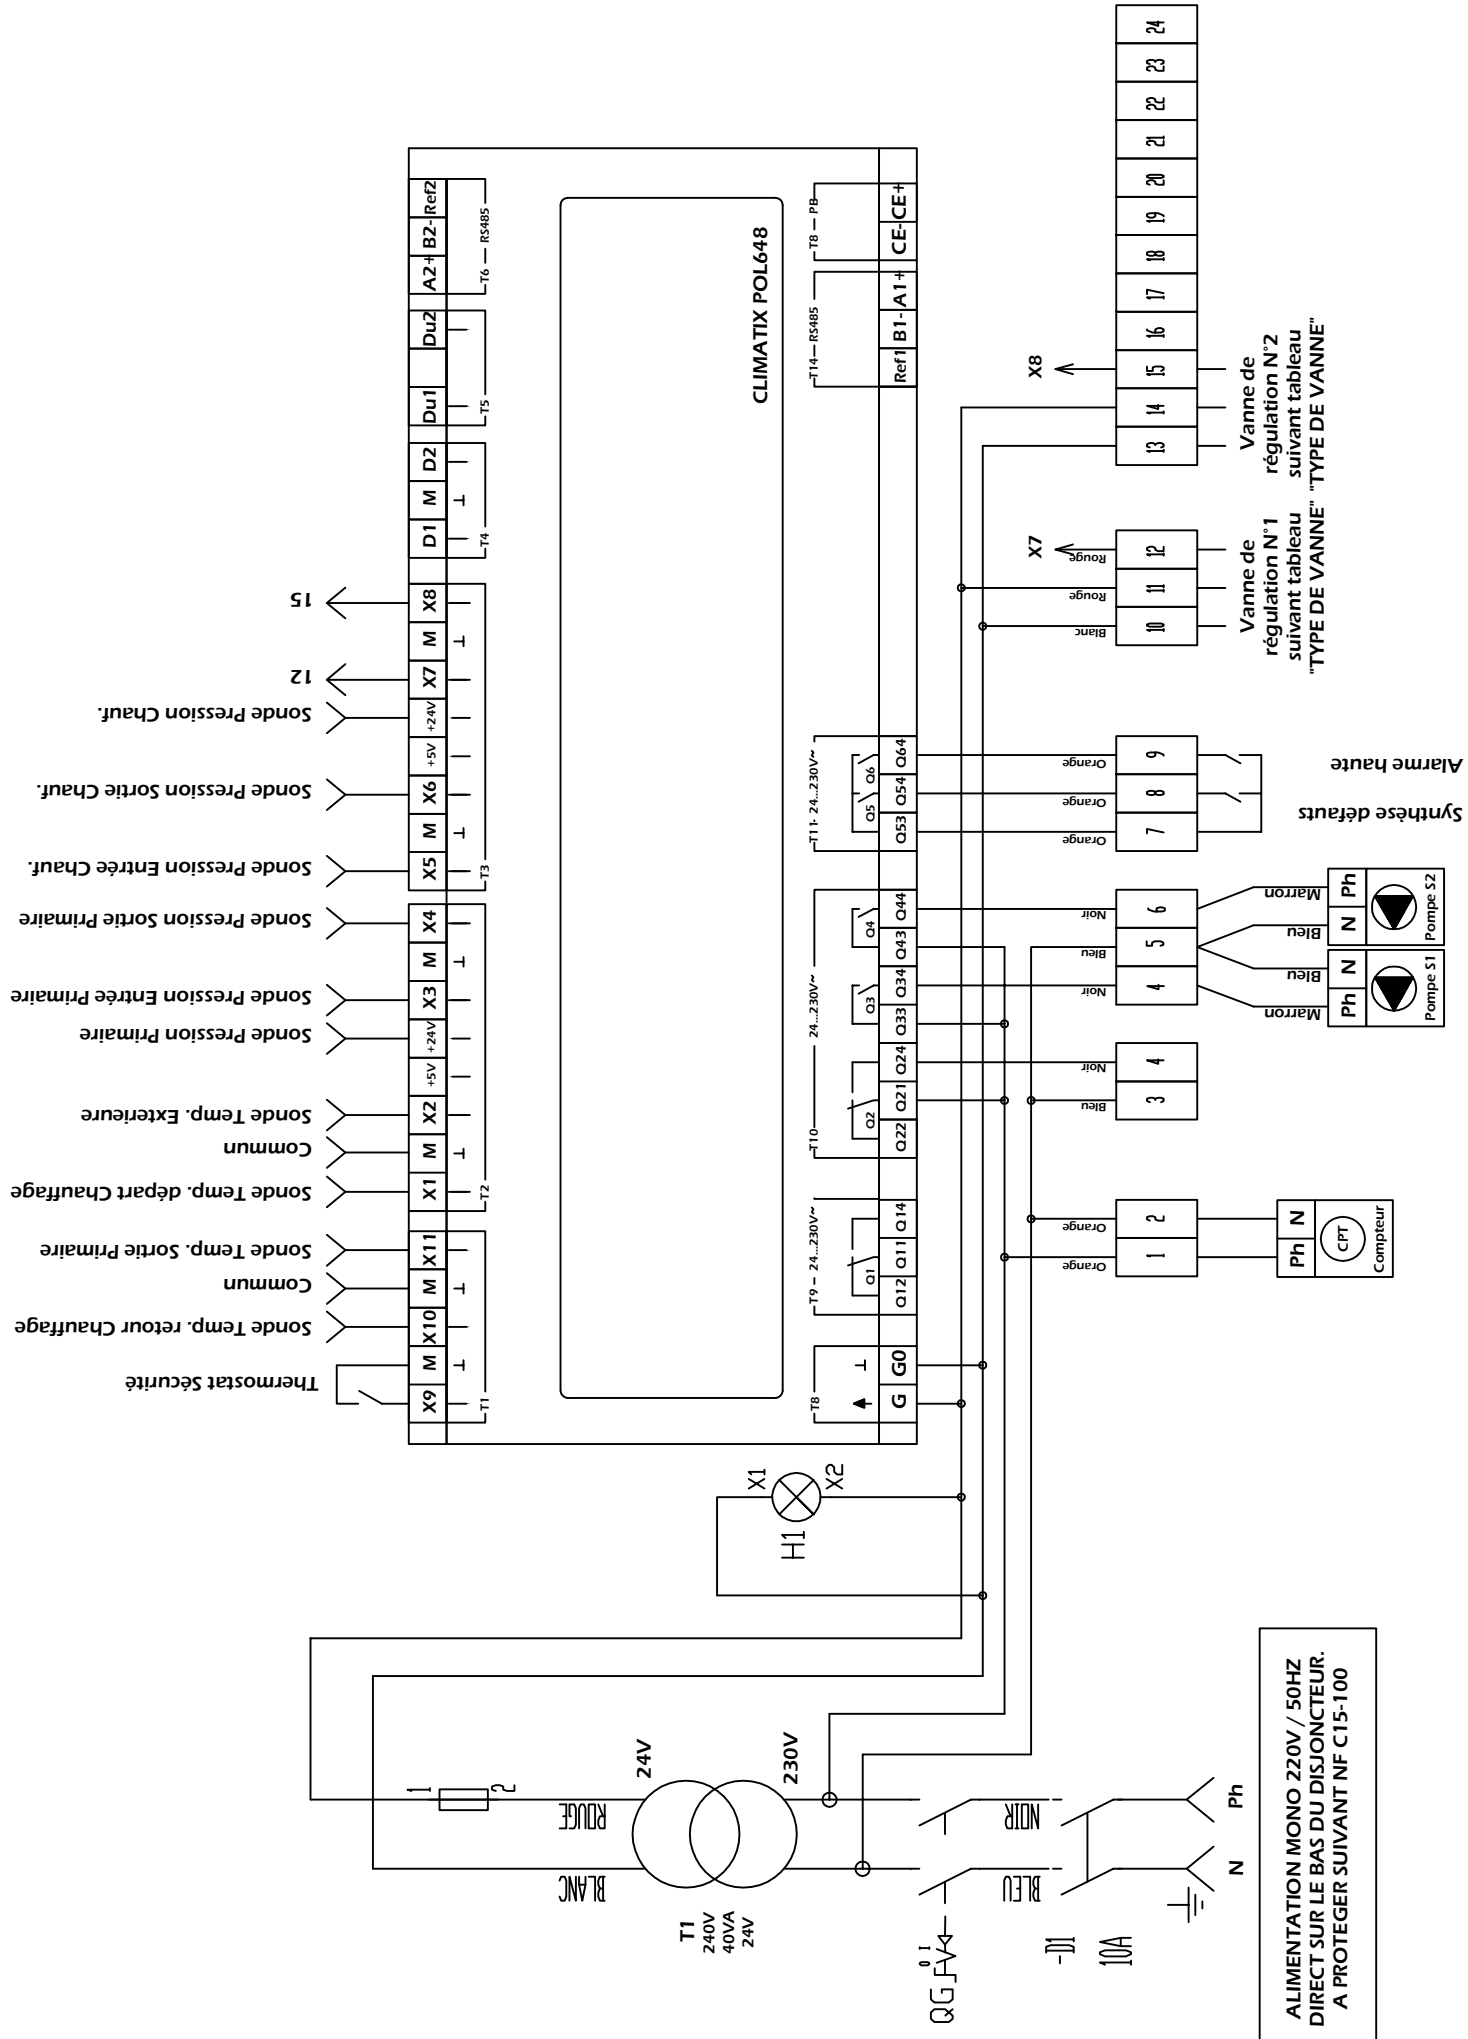 Thermostat Sécurité
Sonde Temp. retour Chauffage
Commun
Sonde Temp. Sortie Primaire
Sonde Temp. départ Chauffage
Commun
Sonde Temp. Exterieure
Sonde Pression Primaire
Sonde Pression Entrée Primaire
Sonde Pression Sortie Primaire
Sonde Pression Entrée Chauf.
Sonde Pression Sortie Chauf.
Sonde Pression Chauf.
12
15
X9 M X10 M X11
X1 M X2 +5V +24V X3 M X4
X5 M X6 +5V +24V X7 M X8
D1 M D2
Du1 Du2
A2+ B2- Ref2
T1
T2
T3
T4
T5
T6 RS485
CLIMATIX POL648
T8
T9 24...230V~
T10 24...230V~
T11- 24...230V~
T14 RS485
T8 PB
Q1
Q2
Q3
Q4
Q5
Q6
G G0
Q12 Q11 Q14
Q22 Q21 Q24 Q33 Q34 Q43 Q44
Q53 Q54 Q64
Ref1 B1- A1+
CE- CE+
H1
X1
X2
1
2
ROUGE
BLANC
24V
230V
T1
240V
40VA
24V
QG
0 I
NOIR
BLEU
-D1
10A
N
Ph
Orange
Orange
Bleu
Noir
Noir
Bleu
Noir
Orange
Orange
Orange
Blanc
Rouge
Rouge
X7
X8
1 2
3 4
4 5 6
7 8 9
10 11 12
13 14 15 16 17 18 19 20 21 22 23 24
Ph N
CPT
Compteur
Marron
Bleu
Bleu
Marron
Ph N
Pompe S1
N Ph
Pompe S2
Synthèse défauts
Alarme haute
Vanne de
régulation N°1
suivant tableau
"TYPE DE VANNE"
Vanne de
régulation N°2
suivant tableau
"TYPE DE VANNE"
ALIMENTATION MONO 220V / 50HZ
DIRECT SUR LE BAS DU DISJONCTEUR.
A PROTEGER SUIVANT NF C15-100